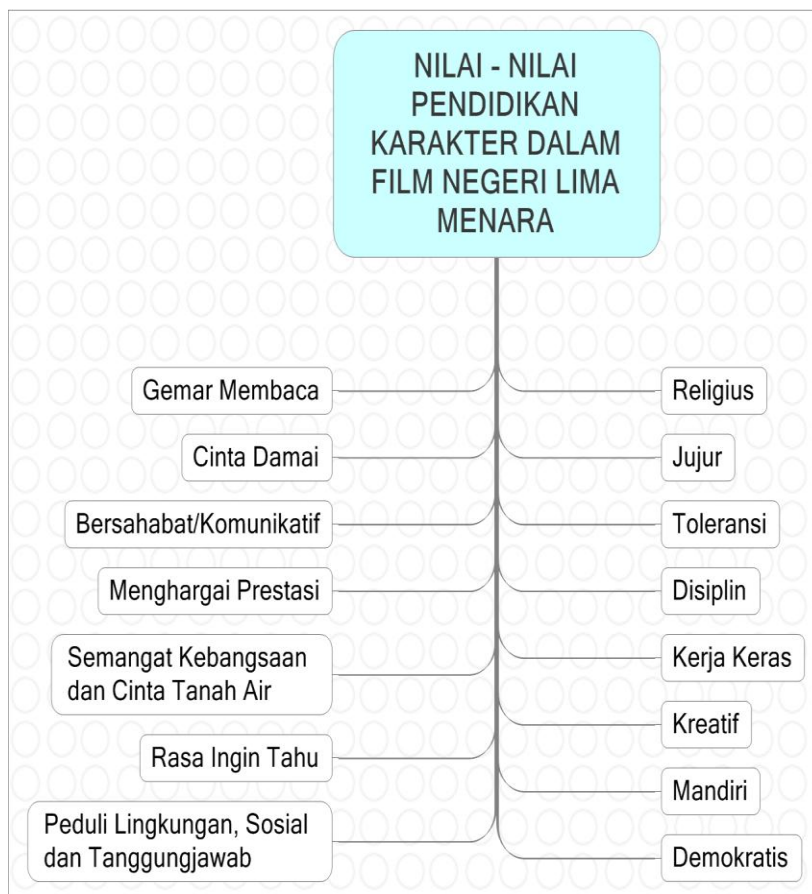 NILAI - NILAI
PENDIDIKAN
KARAKTER DALAM
FILM NEGERI LIMA
MENARA
Gemar Membaca
Cinta Damai
Bersahabat/Komunikatif
Menghargai Prestasi
Semangat Kebangsaan
dan Cinta Tanah Air
Rasa Ingin Tahu
Peduli Lingkungan, Sosial
dan Tanggungjawab
Religius
Jujur
Toleransi
Disiplin
Kerja Keras
Kreatif
Mandiri
Demokratis